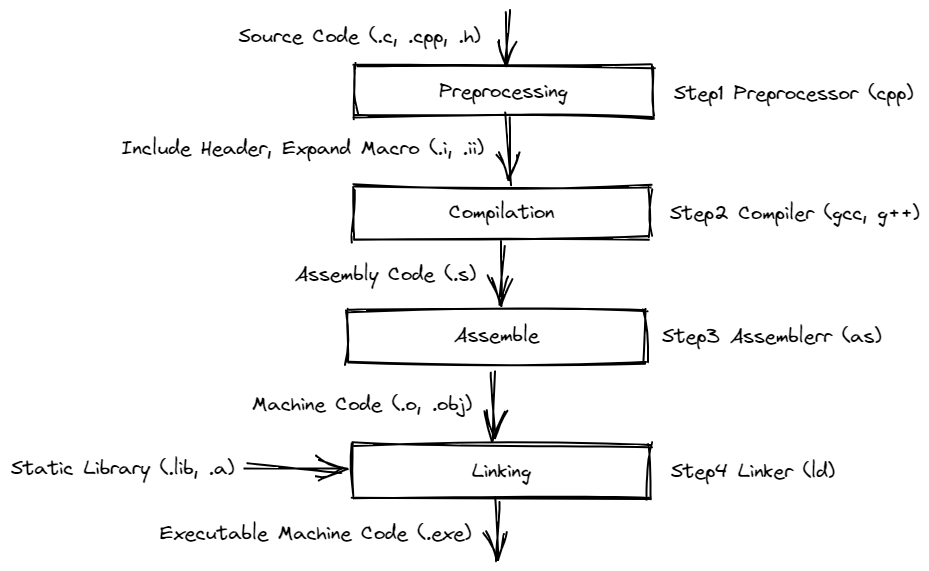 Source Code (.c, .cpp, .h)
Preprocessing
Step1 Preprocessor (cpp)
Include Header, Expand Macro (.i, .ii)
Compilation
Step2 Compiler (gcc, g++)
Assembly Code (.s)
Assemble
Step3 Assemblerr (as)
Machine Code (.o, .obj)
Static Library (.lib, .a)
Linking
Step4 Linker (ld)
Executable Machine Code (.exe)